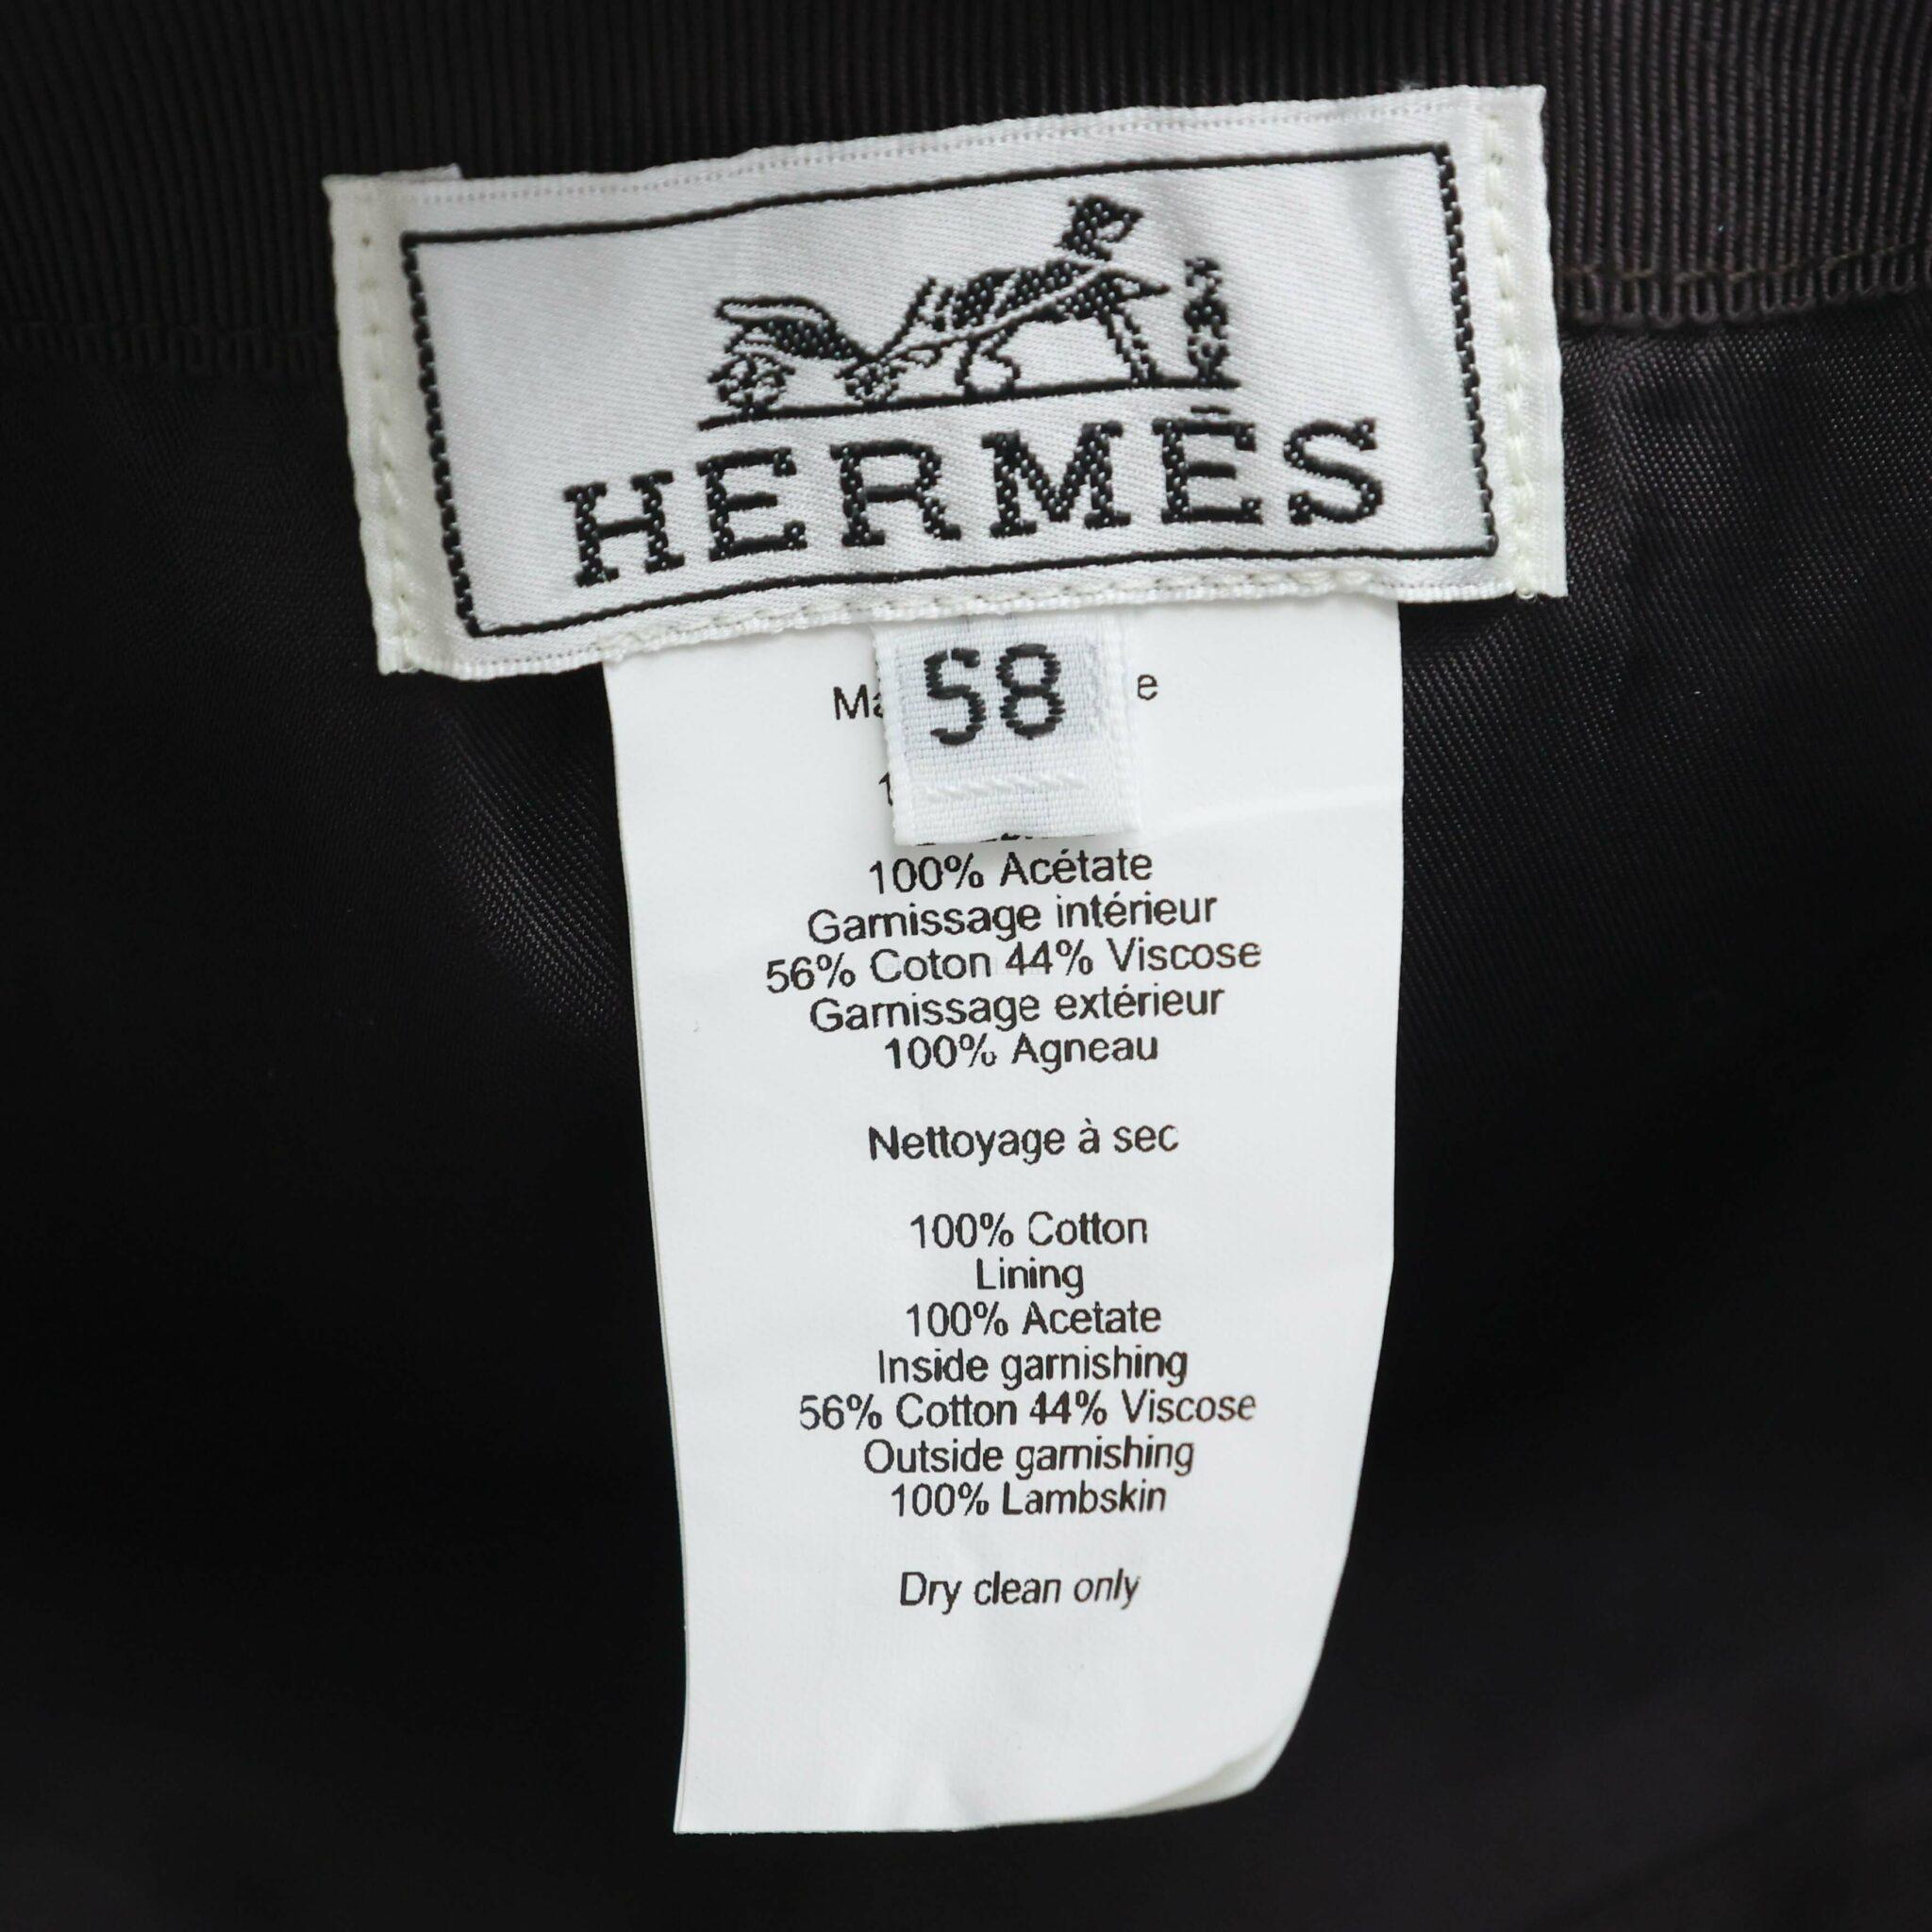 HERMÈS
58
100% Acétate
Garnissage intérieur
56% Coton 44% Viscose
Garnissage extérieur
100% Agneau
Nettoyage à sec
100% Cotton
Lining
100% Acetate
Inside garnishing
56% Cotton 44% Viscose
Outside garnishing
100% Lambskin
Dry clean only